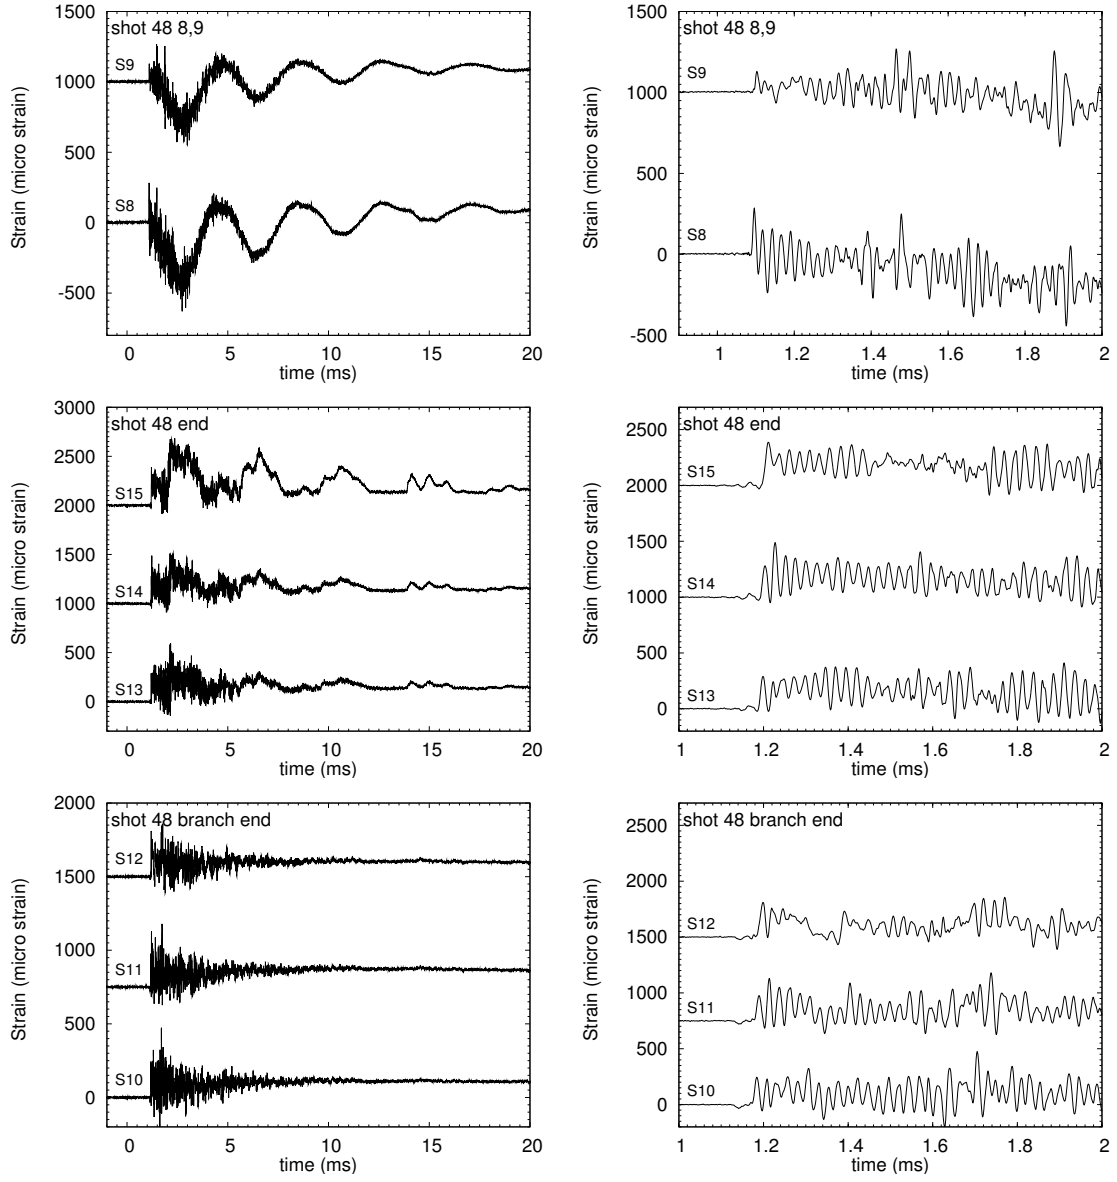 1500
shot 48 8,9
S9
1000
500
S8
0
-500
Strain (micro strain)
0 5 10 15 20
time (ms)
1500
shot 48 8,9
S9
1000
500
S8
0
-500
Strain (micro strain)
1 1.2 1.4 1.6 1.8 2
time (ms)
3000
shot 48 end
2500
S15
2000
1500
S14
1000
500
S13
0
Strain (micro strain)
0 5 10 15 20
time (ms)
shot 48 end
2500
S15
2000
1500
S14
1000
500
S13
0
Strain (micro strain)
1 1.2 1.4 1.6 1.8 2
time (ms)
2000
shot 48 branch end
S12
1500
1000
S11
500
S10
0
Strain (micro strain)
0 5 10 15 20
time (ms)
shot 48 branch end
2500
2000
S12
1500
S11
1000
500
S10
0
Strain (micro strain)
1 1.2 1.4 1.6 1.8 2
time (ms)